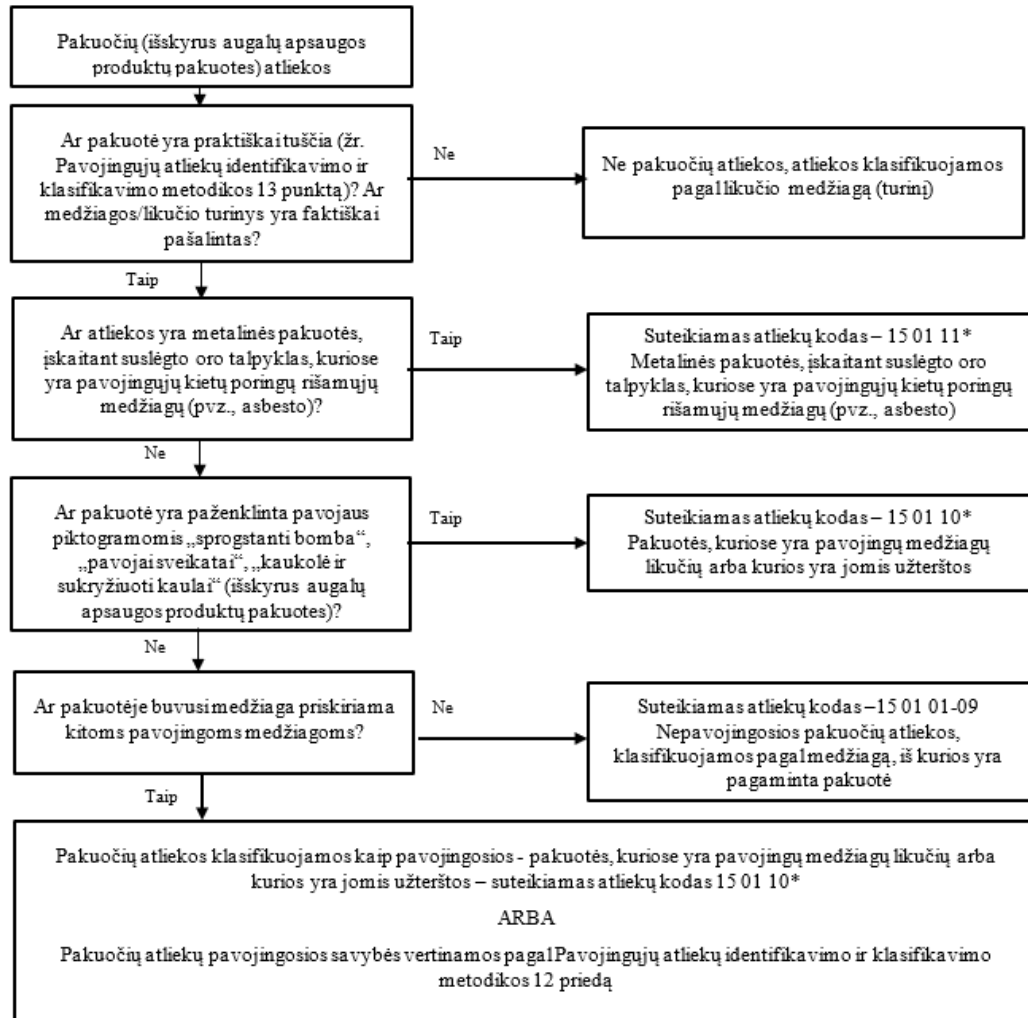 Pakuočių (išskyrus augalų apsaugos
produktų pakuotes) atliekos
Ar pakuotė yra praktiškai tuščia (žr.
Pavojingųjų atliekų identifikavimo ir
klasifikavimo metodikos 13 punktą)? Ar
medžiagos/likučio turinys yra faktiškai
pašalintas?
Ne
Ne pakuočių atliekos, atliekos klasifikuojamos
pagal likučio medžiagą (turinį)
Taip
Ar atliekos yra metalinės pakuotės,
įskaitant suslėgto oro talpyklas, kuriose
yra pavojingųjų kietų poringų rišamųjų
medžiagų (pvz., asbesto)?
Taip
Suteikiamas atliekų kodas – 15 01 11*
Metalinės pakuotės, įskaitant suslėgto oro
talpyklas, kuriose yra pavojingųjų kietų poringų
rišamųjų medžiagų (pvz., asbesto)
Ne
Ar pakuotė yra paženklinta pavojaus
piktogramomis „sprogstanti bomba“,
„pavojai sveikatai“, „kaukolė ir
sukryžiuoti kaulai“ (išskyrus augalų
apsaugos produktų pakuotes)?
Taip
Suteikiamas atliekų kodas – 15 01 10*
Pakuotės, kuriose yra pavojingų medžiagų
likučių arba kurios yra jomis užterštos
Ne
Ar pakuotėje buvusi medžiaga priskiriama
kitoms pavojingoms medžiagoms?
Ne
Suteikiamas atliekų kodas –15 01 01-09
Nepavojingosios pakuočių atliekos,
klasifikuojamos pagal medžiagą, iš kurios yra
pagaminta pakuotė
Taip
Pakuočių atliekos klasifikuojamos kaip pavojingosios - pakuotės, kuriose yra pavojingų medžiagų likučių arba
kurios yra jomis užterštos – suteikiamas atliekų kodas 15 01 10*
ARBA
Pakuočių atliekų pavojingosios savybės vertinamos pagal Pavojingųjų atliekų identifikavimo ir klasifikavimo
metodikos 12 priedą